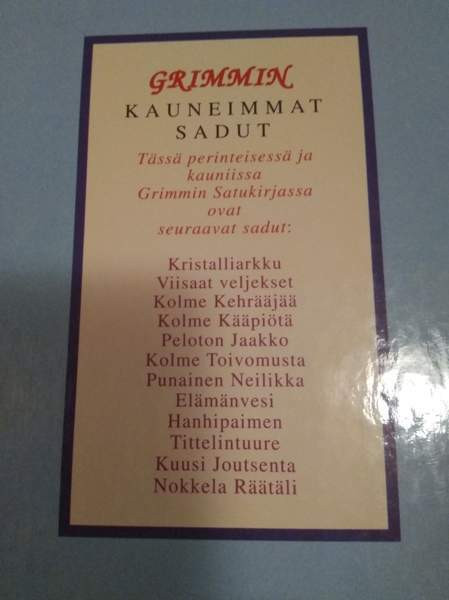 GRIMMIN
KAUNEIMMAT
SADUT
Tässä perinteisessä ja
kauniissa
Grimmin Satukirjassa
ovat
seuraavat sadut:
Kristalliarkku
Viisaat veljekset
Kolme Kehrääjää
Kolme Kääpiötä
Peloton Jaakko
Kolme Toivomusta
Punainen Neilikka
Elämänvesi
Hanhipaimen
Tittelintuure
Kuusi Joutsenta
Nokkela Räätäli